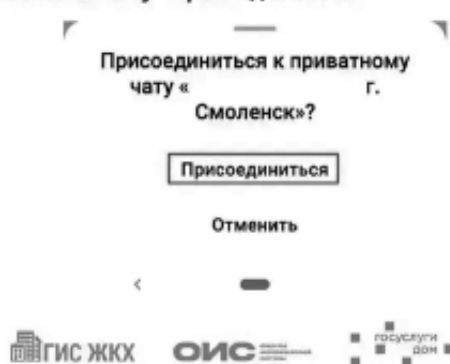 Присоединиться к приватному
чату « г.
Смоленск»?
Присоединиться
Отменить
ГИС ЖКХ ОИС госуслуги
дом